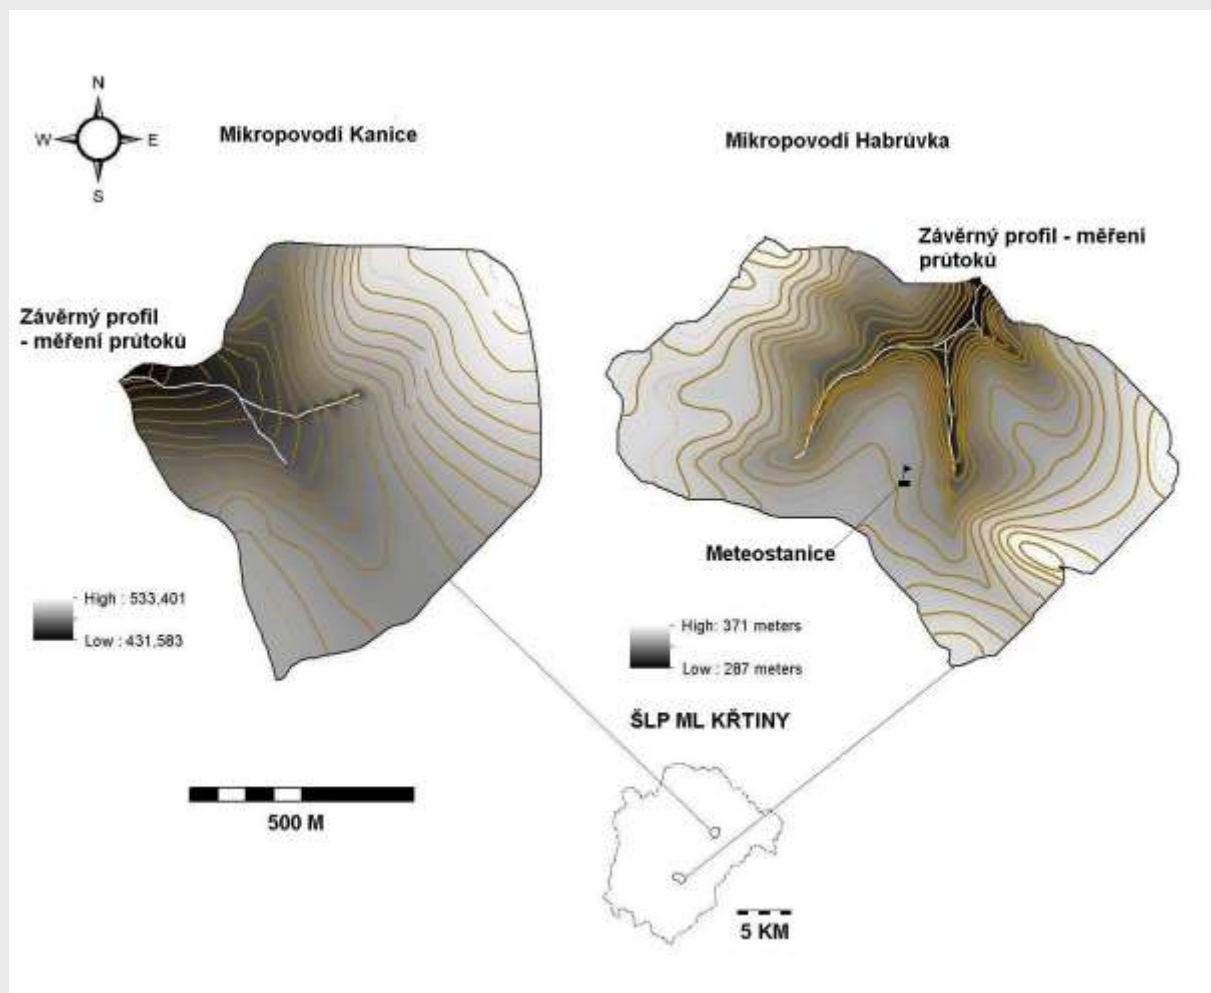 N
W E
S
Mikropovodí Kanice
Mikropovodí Habrůvka
Závěrný profil - měření
průtoků
Závěrný profil
- měření průtoků
Meteostanice
High : 533,401
Low : 431,583
High: 371 meters
Low : 287 meters
ŠLP ML KŘTINY
500 M
5 KM